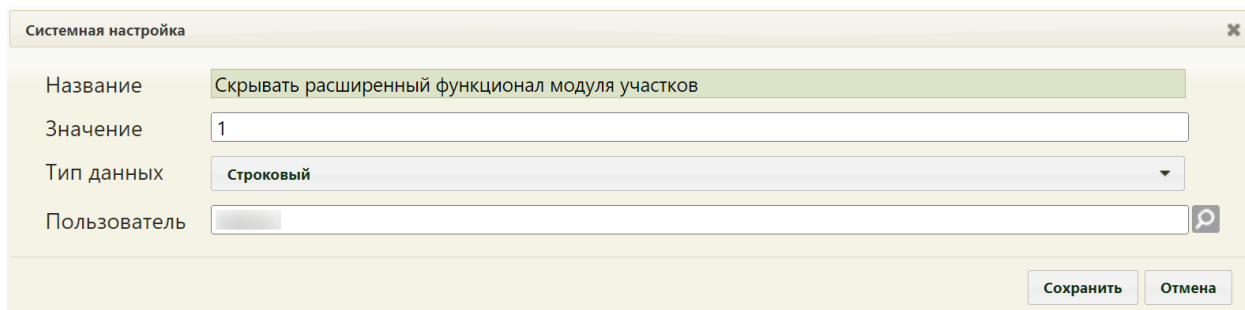 Системная настройка
Название Скрывать расширенный функционал модуля участков
Значение 1
Тип данных Строковый
Пользователь
Сохранить Отмена